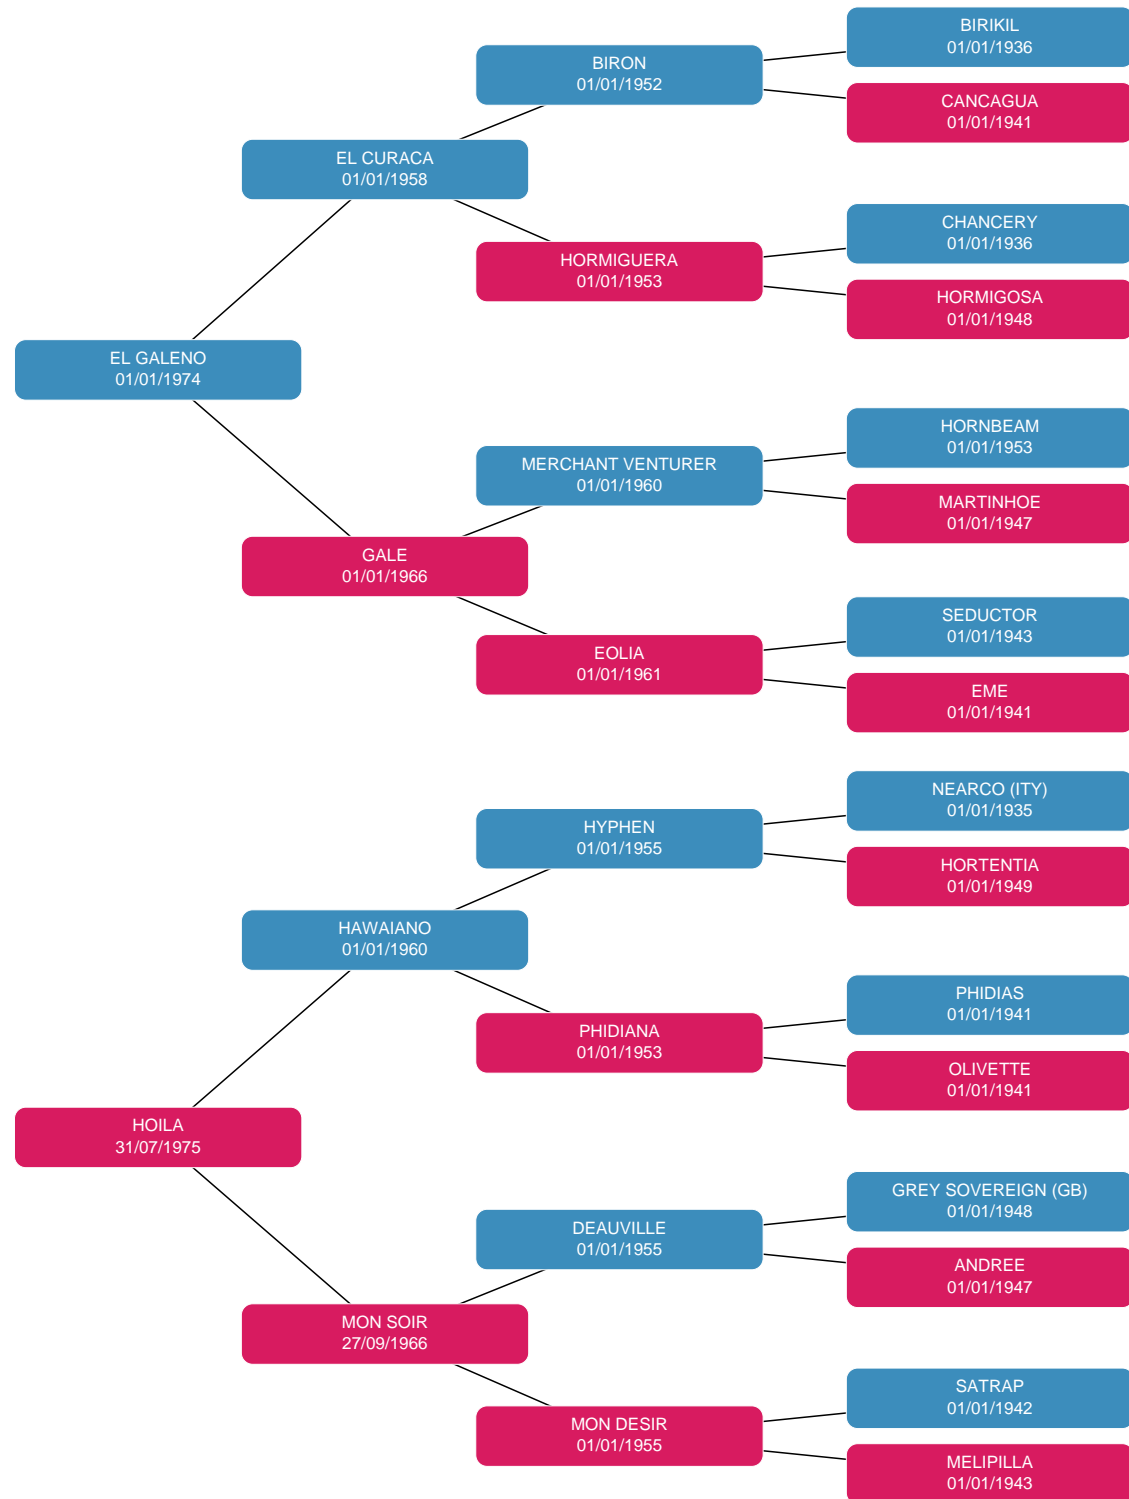 BIRIKIL
01/01/1936
BIRON
01/01/1952
CANCAGUA
01/01/1941
EL CURACA
01/01/1958
CHANCERY
01/01/1936
HORMIGUERA
01/01/1953
HORMIGOSA
01/01/1948
EL GALENO
01/01/1974
HORNBEAM
01/01/1953
MERCHANT VENTURER
01/01/1960
MARTINHOE
01/01/1947
GALE
01/01/1966
SEDUCTOR
01/01/1943
EOLIA
01/01/1961
EME
01/01/1941
NEARCO (ITY)
01/01/1935
HYPHEN
01/01/1955
HORTENTIA
01/01/1949
HAWAIANO
01/01/1960
PHIDIAS
01/01/1941
PHIDIANA
01/01/1953
OLIVETTE
01/01/1941
HOILA
31/07/1975
GREY SOVEREIGN (GB)
01/01/1948
DEAUVILLE
01/01/1955
ANDREE
01/01/1947
MON SOIR
27/09/1966
SATRAP
01/01/1942
MON DESIR
01/01/1955
MELIPILLA
01/01/1943